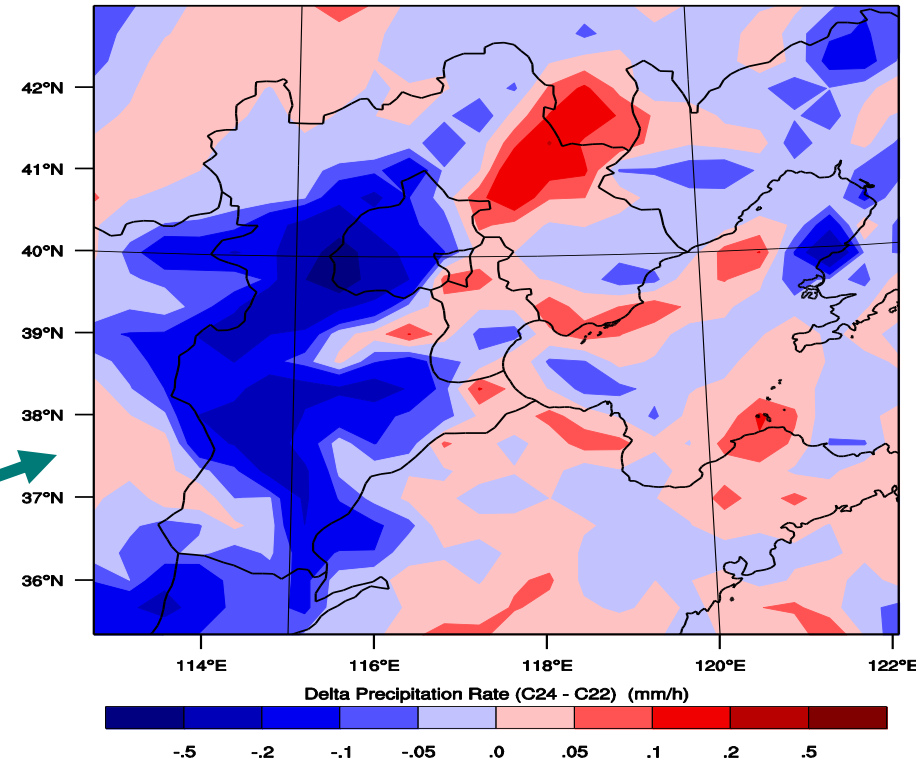 42°N
41°N
40°N
39°N
38°N
37°N
36°N
114°E 116°E 118°E 120°E 122°E
Delta Precipitation Rate (C24 - C22) (mm/h)
-.5 -.2 -.1 -.05 .0 .05 .1 .2 .5